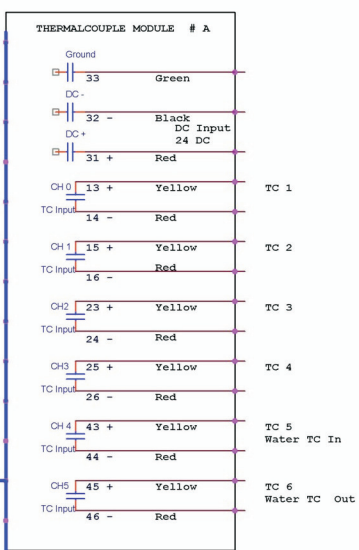 THERMALCOUPLE MODULE # A
Ground
33 Green
DC -
32 - Black
DC Input
24 DC
DC +
31 + Red
CH 0 13 + Yellow TC 1
TC Input 14 - Red
CH 1 15 + Yellow TC 2
TC Input 16 - Red
CH2 23 + Yellow TC 3
TC Input 24 - Red
CH3 25 + Yellow TC 4
TC Input 26 - Red
CH 4 43 + Yellow TC 5
Water TC In
TC Input 44 - Red
CH5 45 + Yellow TC 6
Water TC Out
TC Input 46 - Red